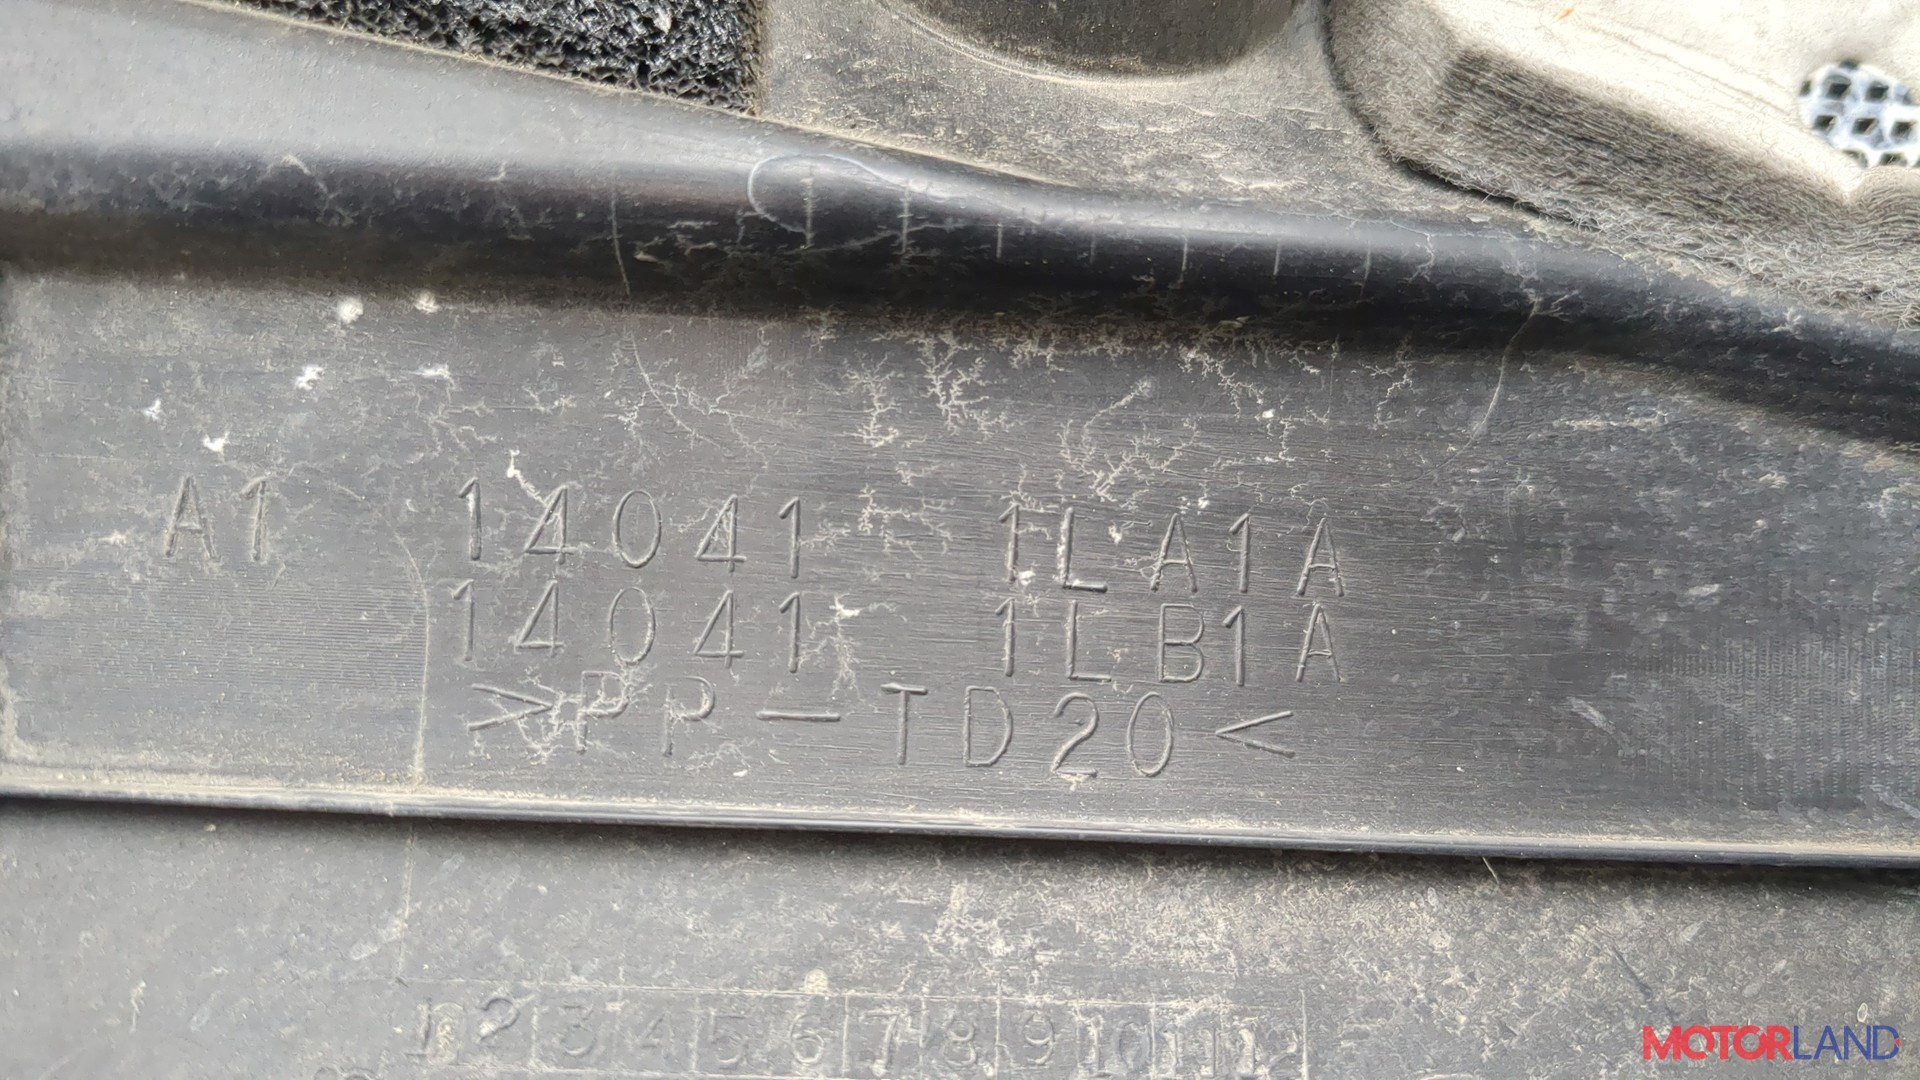 A1 14041 1LA1A
14041 1LB1A
>PP-TD20<
1 2 3 4 5 6 7 8 9 10 11 12
MOTORLAND